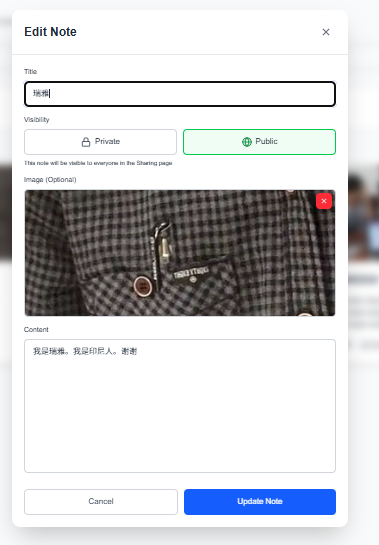 Edit Note
Title
瑞雅
Visibility
Private
Public
This note will be visible to everyone in the Sharing page
Image (Optional)
Content
我是瑞雅。我是印尼人。谢谢
Cancel
Update Note